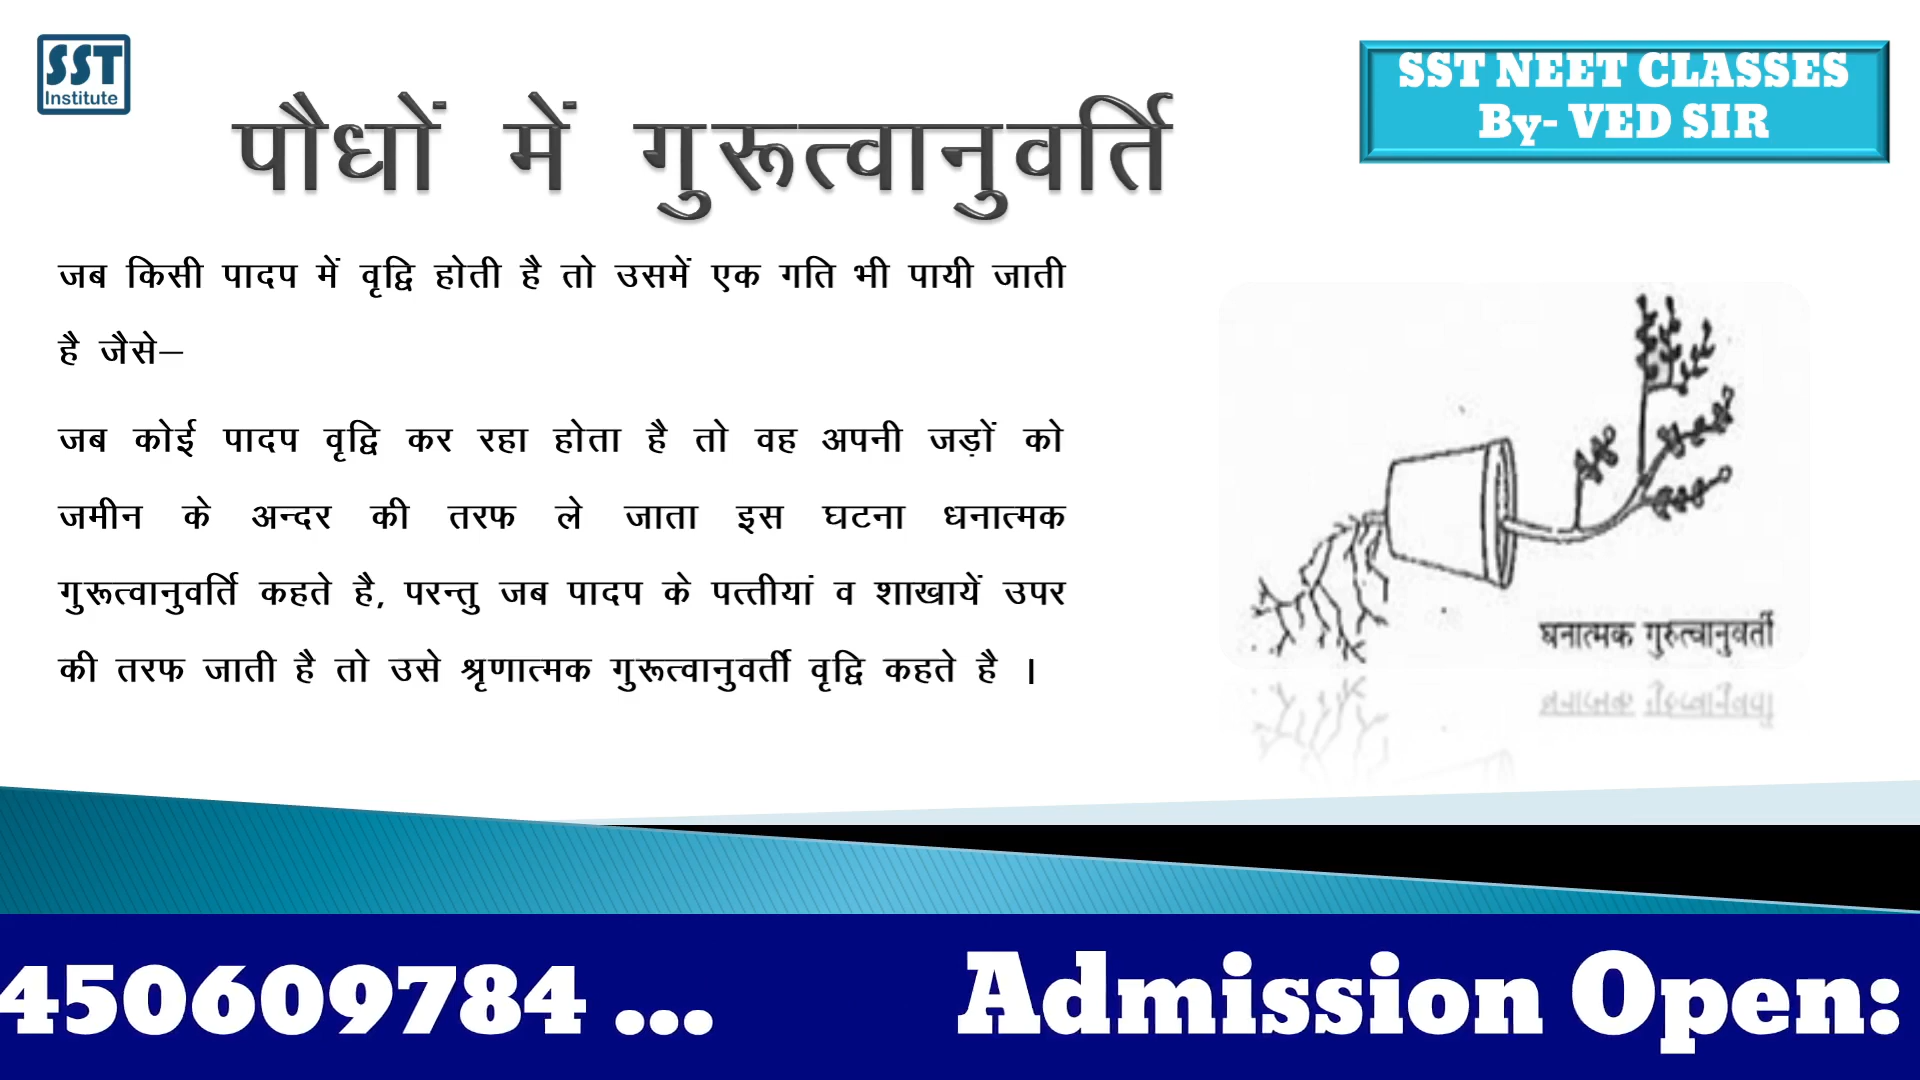 SST
Institute
SST NEET CLASSES
By- VED SIR
पौधों में गुरूत्वानुवर्ति
जब किसी पादप में वृद्वि होती है तो उसमें एक गति भी पायी जाती
है जैसे–
जब कोई पादप वृद्वि कर रहा होता है तो वह अपनी जड़ों को
जमीन के अन्दर की तरफ ले जाता इस घटना धनात्मक
गुरूत्वानुवर्ति कहते है, परन्तु जब पादप के पत्तीयां व शाखायें उपर
की तरफ जाती है तो उसे श्रृणात्मक गुरूत्वानुवर्ती वृद्वि कहते है ।
घनात्मक गुरुत्वानुवर्ती
450609784 ... Admission Open: